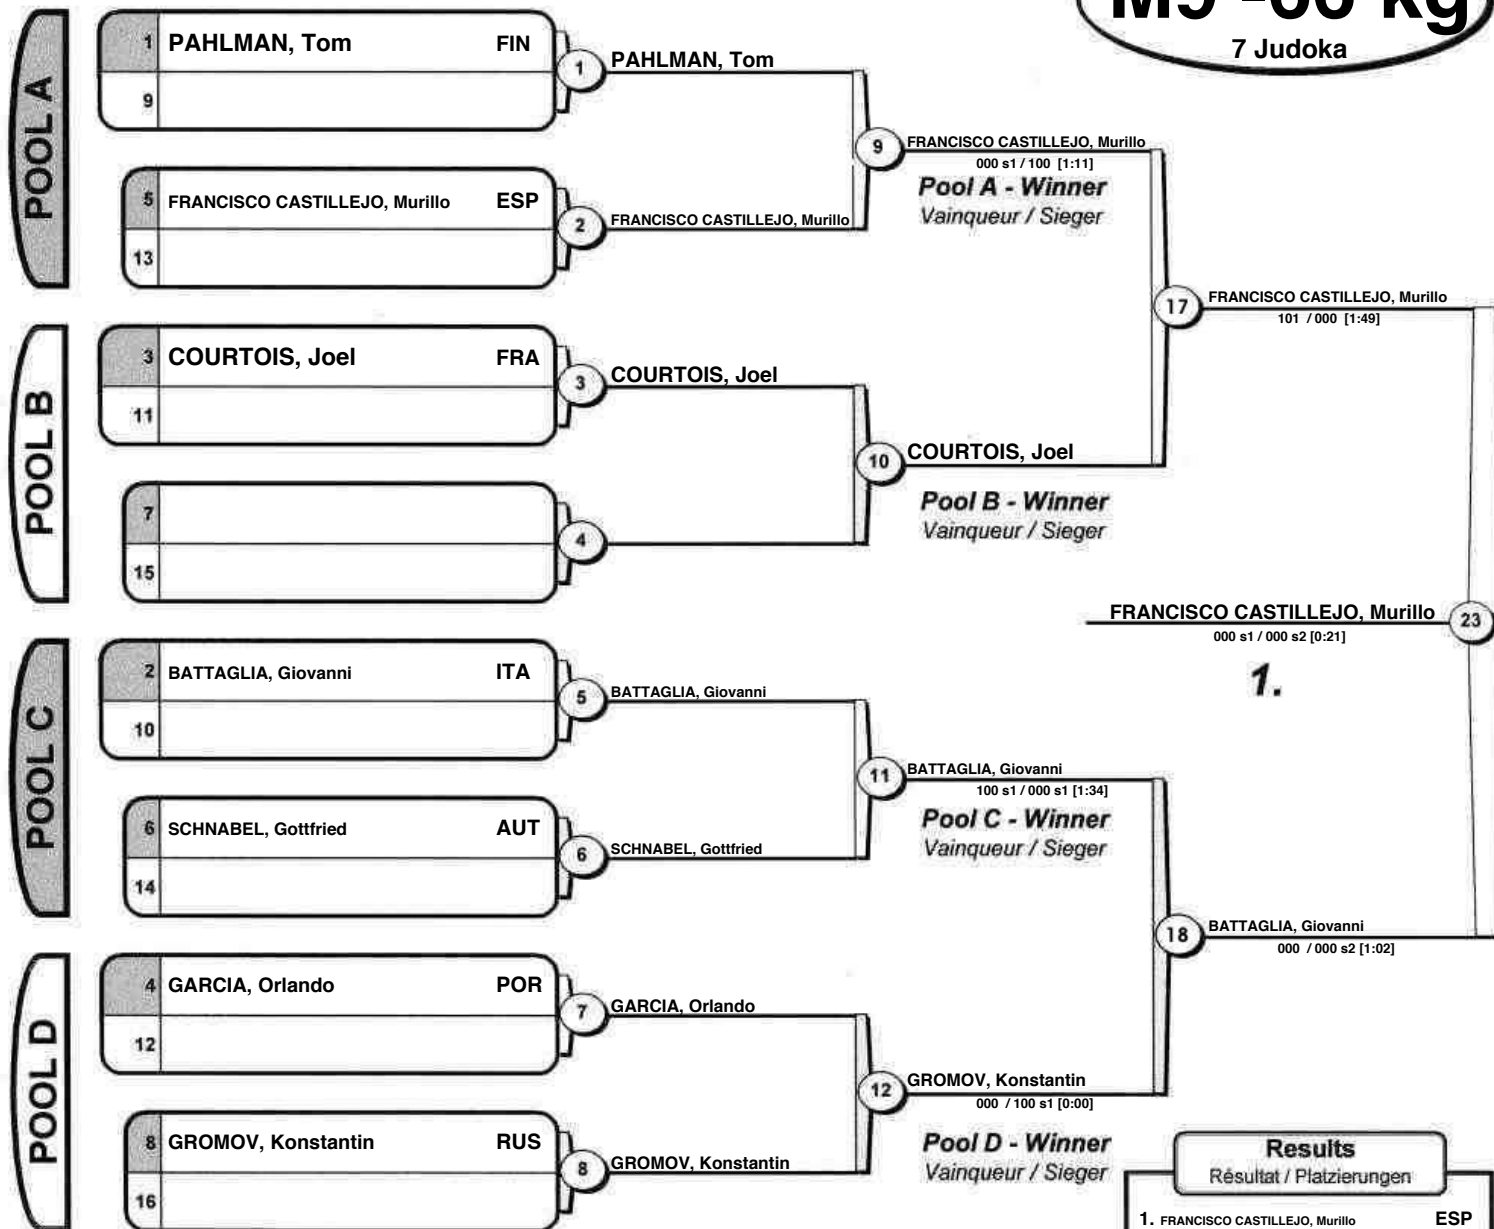 M5 -66 kg
7 Judoka
POOL A
1 PAHLMAN, Tom FIN
9
1 PAHLMAN, Tom
5 FRANCISCO CASTILLEJO, Murillo ESP
13
2 FRANCISCO CASTILLEJO, Murillo
9 FRANCISCO CASTILLEJO, Murillo
000 s1 / 100 [1:11]
Pool A - Winner
Vainqueur / Sieger
POOL B
3 COURTOIS, Joel FRA
11
3 COURTOIS, Joel
7
15
4
10 COURTOIS, Joel
Pool B - Winner
Vainqueur / Sieger
17 FRANCISCO CASTILLEJO, Murillo
101 / 000 [1:49]
FRANCISCO CASTILLEJO, Murillo 23
000 s1 / 000 s2 [0:21]
1.
POOL C
2 BATTAGLIA, Giovanni ITA
10
5 BATTAGLIA, Giovanni
6 SCHNABEL, Gottfried AUT
14
6 SCHNABEL, Gottfried
11 BATTAGLIA, Giovanni
100 s1 / 000 s1 [1:34]
Pool C - Winner
Vainqueur / Sieger
18 BATTAGLIA, Giovanni
000 / 000 s2 [1:02]
POOL D
4 GARCIA, Orlando POR
12
7 GARCIA, Orlando
8 GROMOV, Konstantin RUS
16
8 GROMOV, Konstantin
12 GROMOV, Konstantin
000 / 100 s1 [0:00]
Pool D - Winner
Vainqueur / Sieger
Results
Résultat / Platzierungen
1. FRANCISCO CASTILLEJO, Murillo ESP